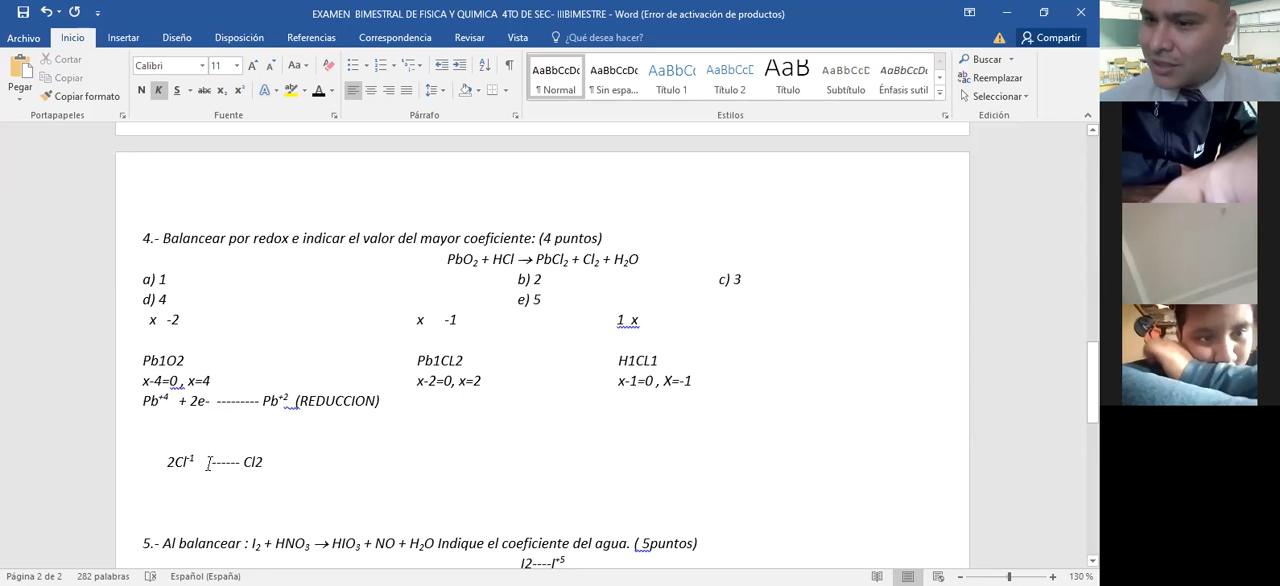 EXAMEN BIMESTRAL DE FISICA Y QUIMICA 4TO DE SEC- IIIBIMESTRE - Word (Error de activación de productos)
Archivo Inicio Insertar Diseño Disposición Referencias Correspondencia Revisar Vista ¿Qué desea hacer? Compartir
Pegar
Cortar
Copiar
Copiar formato
Portapapeles
Calibri 11 Aa
N K S abc x₂ x² A ab A
Fuente
Párrafo
AaBbCcDc AaBbCcDc AaBbCc AaBbCcD AaB AaBbCcD AaBbCcDc
¶ Normal ¶ Sin espa... Título 1 Título 2 Título Subtítulo Énfasis sutil
Estilos
Buscar
Reemplazar
Seleccionar
Edición
4.- Balancear por redox e indicar el valor del mayor coeficiente: (4 puntos)
PbO₂ + HCl → PbCl₂ + Cl₂ + H₂O
a) 1 b) 2 c) 3
d) 4 e) 5
x -2 x -1 1 x
Pb1O2 Pb1CL2 H1CL1
x-4=0 , x=4 x-2=0, x=2 x-1=0 , X=-1
Pb⁺⁴ + 2e- --------- Pb⁺² (REDUCCION)
2Cl⁻¹ ------ Cl2
5.- Al balancear : I₂ + HNO₃ → HIO₃ + NO + H₂O Indique el coeficiente del agua. ( 5puntos)
I2----I⁺⁵
Página 2 de 2 282 palabras Español (España) 130 %